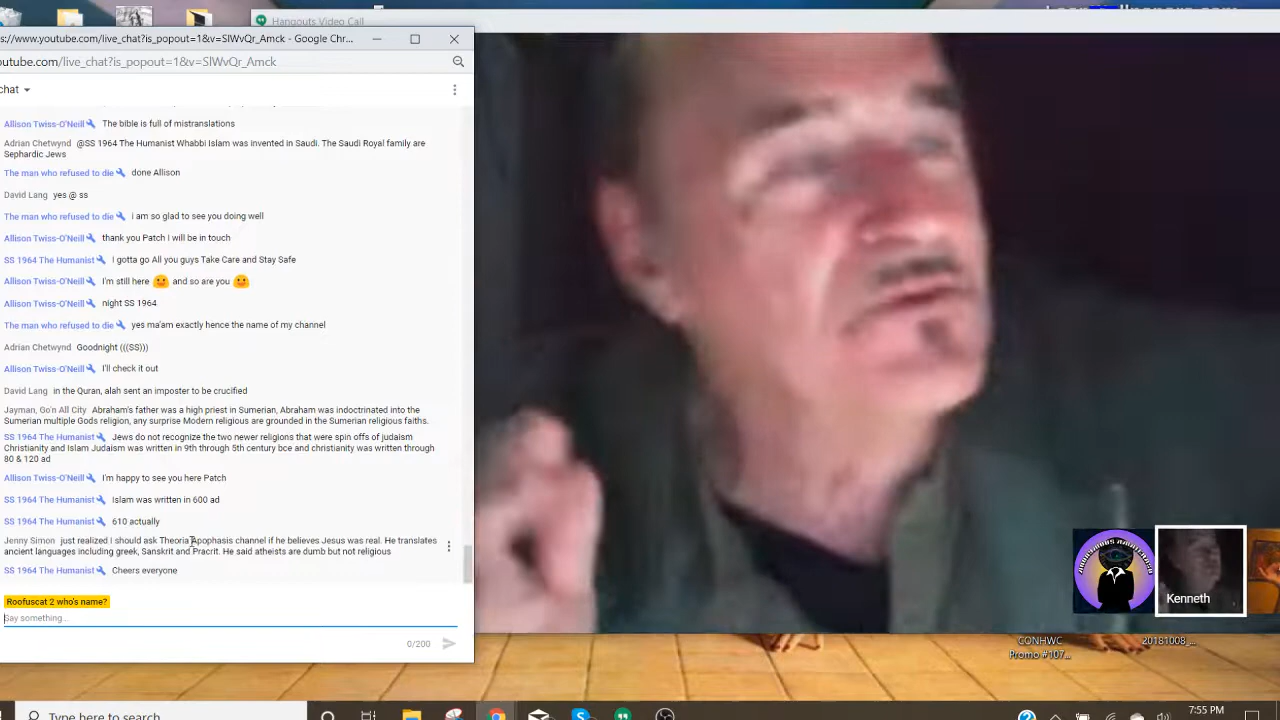 Hangouts Video Call
s://www.youtube.com/live_chat?is_popout=1&v=SlWvQr_Amck - Google Chr...
outube.com/live_chat?is_popout=1&v=SlWvQr_Amck
chat
Allison Twiss-O'Neill The bible is full of mistranslations
Adrian Chetwynd @SS 1964 The Humanist Whabbi Islam was invented in Saudi. The Saudi Royal family are
Sephardic Jews
The man who refused to die done Allison
David Lang yes @ ss
The man who refused to die i am so glad to see you doing well
Allison Twiss-O'Neill thank you Patch I will be in touch
SS 1964 The Humanist I gotta go All you guys Take Care and Stay Safe
Allison Twiss-O'Neill I'm still here and so are you
Allison Twiss-O'Neill night SS 1964
The man who refused to die yes ma'am exactly hence the name of my channel
Adrian Chetwynd Goodnight (((SS)))
Allison Twiss-O'Neill I'll check it out
David Lang in the Quran, alah sent an imposter to be crucified
Jayman, Go'n All City Abraham's father was a high priest in Sumerian, Abraham was indoctrinated into the
Sumerian multiple Gods religion, any surprise Modern religious are grounded in the Sumerian religious faiths.
SS 1964 The Humanist Jews do not recognize the two newer religions that were spin offs of judaism
Christianity and Islam Judaism was written in 9th through 5th century bce and christianity was written through
80 & 120 ad
Allison Twiss-O'Neill I'm happy to see you here Patch
SS 1964 The Humanist Islam was written in 600 ad
SS 1964 The Humanist 610 actually
Jenny Simon just realized I should ask Theoria Apophasis channel if he believes Jesus was real. He translates
ancient languages including greek, Sanskrit and Pracrit. He said atheists are dumb but not religious
SS 1964 The Humanist Cheers everyone
Roofuscat 2 who's name?
Say something...
0/200
Kenneth
CONHWC
Promo #107...
20181008_...
Type here to search
7:55 PM